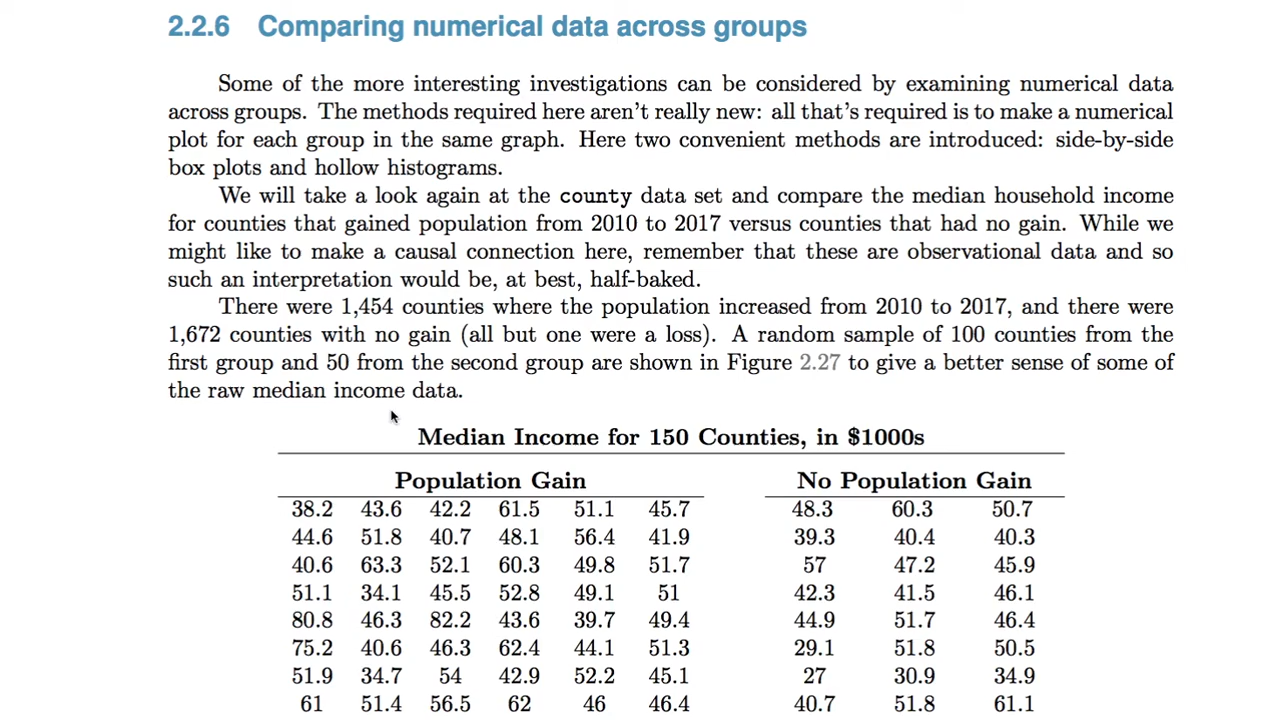 2.2.6 Comparing numerical data across groups
Some of the more interesting investigations can be considered by examining numerical data
across groups. The methods required here aren't really new: all that's required is to make a numerical
plot for each group in the same graph. Here two convenient methods are introduced: side-by-side
box plots and hollow histograms.
We will take a look again at the county data set and compare the median household income
for counties that gained population from 2010 to 2017 versus counties that had no gain. While we
might like to make a causal connection here, remember that these are observational data and so
such an interpretation would be, at best, half-baked.
There were 1,454 counties where the population increased from 2010 to 2017, and there were
1,672 counties with no gain (all but one were a loss). A random sample of 100 counties from the
first group and 50 from the second group are shown in Figure 2.27 to give a better sense of some of
the raw median income data.
Median Income for 150 Counties, in $1000s
Population Gain No Population Gain
38.2 43.6 42.2 61.5 51.1 45.7 48.3 60.3 50.7
44.6 51.8 40.7 48.1 56.4 41.9 39.3 40.4 40.3
40.6 63.3 52.1 60.3 49.8 51.7 57 47.2 45.9
51.1 34.1 45.5 52.8 49.1 51 42.3 41.5 46.1
80.8 46.3 82.2 43.6 39.7 49.4 44.9 51.7 46.4
75.2 40.6 46.3 62.4 44.1 51.3 29.1 51.8 50.5
51.9 34.7 54 42.9 52.2 45.1 27 30.9 34.9
61 51.4 56.5 62 46 46.4 40.7 51.8 61.1